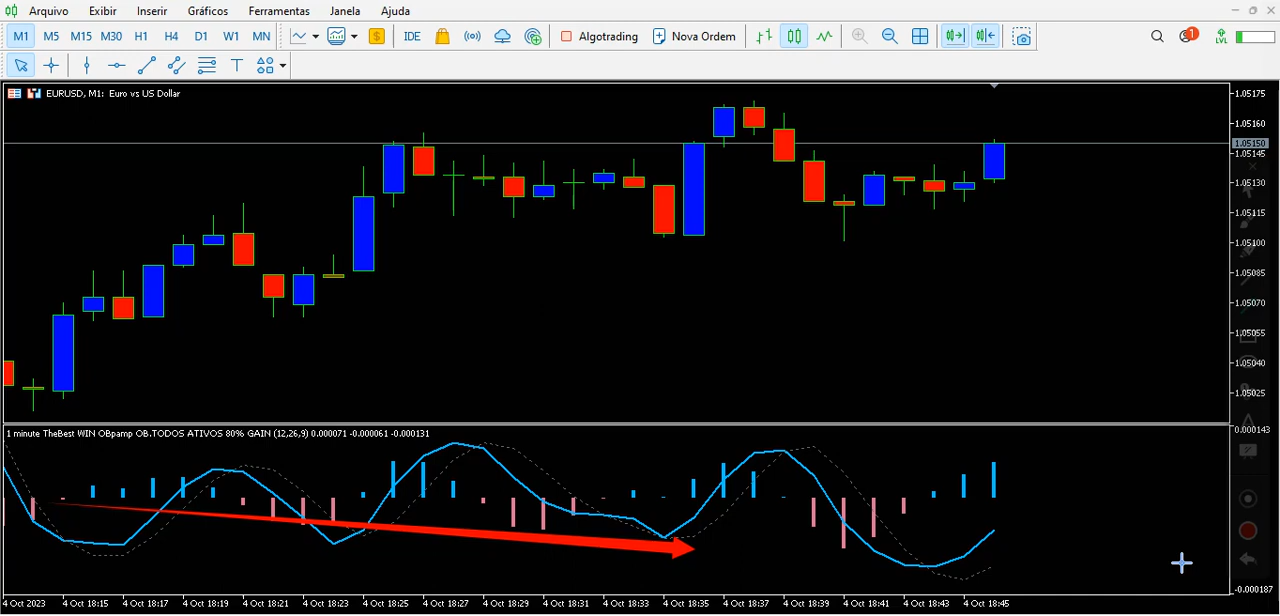 Arquivo Exibir Inserir Gráficos Ferramentas Janela Ajuda
M1 M5 M15 M30 H1 H4 D1 W1 MN $ IDE Algotrading Nova Ordem 1 LVL
T
EURUSD, M1: Euro vs US Dollar
1.05175
1.05160
1.05150
1.05145
1.05130
1.05115
1.05100
1.05085
1.05070
1.05055
1.05040
1.05025
1 minute TheBest WIN OBpamp OB.TODOS ATIVOS 80% GAIN (12,26,9) 0.000071 -0.000061 -0.000131
0.000143
-0.000187
4 Oct 2023 4 Oct 18:15 4 Oct 18:17 4 Oct 18:19 4 Oct 18:21 4 Oct 18:23 4 Oct 18:25 4 Oct 18:27 4 Oct 18:29 4 Oct 18:31 4 Oct 18:33 4 Oct 18:35 4 Oct 18:37 4 Oct 18:39 4 Oct 18:41 4 Oct 18:43 4 Oct 18:45